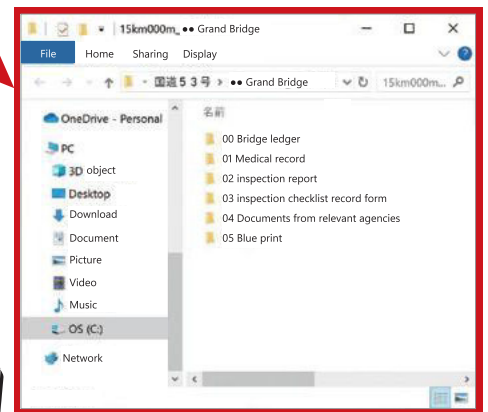 15km000m_ ●● Grand Bridge
File Home Sharing Display
国道53号 › ●● Grand Bridge 15km000m...
名前
OneDrive - Personal
PC
3D object
Desktop
Download
Document
Picture
Video
Music
OS (C:)
Network
00 Bridge ledger
01 Medical record
02 inspection report
03 inspection checklist record form
04 Documents from relevant agencies
05 Blue print